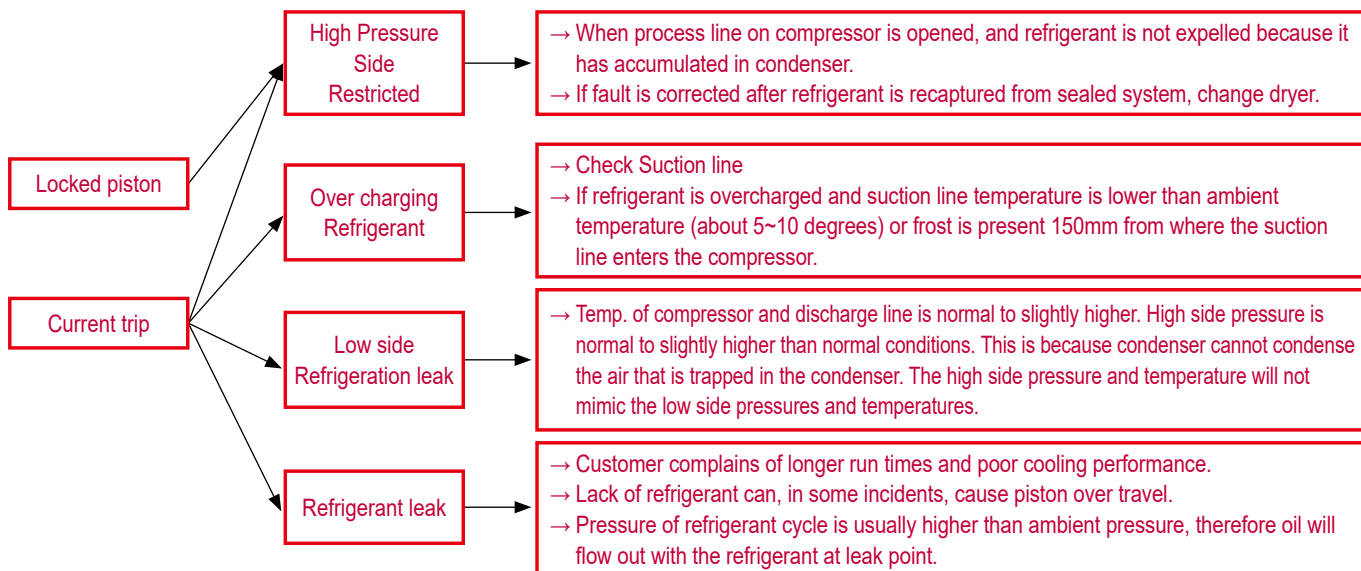 Locked piston
Current trip
High Pressure
Side
Restricted
→ When process line on compressor is opened, and refrigerant is not expelled because it
has accumulated in condenser.
→ If fault is corrected after refrigerant is recaptured from sealed system, change dryer.
Over charging
Refrigerant
→ Check Suction line
→ If refrigerant is overcharged and suction line temperature is lower than ambient
temperature (about 5~10 degrees) or frost is present 150mm from where the suction
line enters the compressor.
Low side
Refrigeration leak
→ Temp. of compressor and discharge line is normal to slightly higher. High side pressure is
normal to slightly higher than normal conditions. This is because condenser cannot condense
the air that is trapped in the condenser. The high side pressure and temperature will not
mimic the low side pressures and temperatures.
Refrigerant leak
→ Customer complains of longer run times and poor cooling performance.
→ Lack of refrigerant can, in some incidents, cause piston over travel.
→ Pressure of refrigerant cycle is usually higher than ambient pressure, therefore oil will
flow out with the refrigerant at leak point.